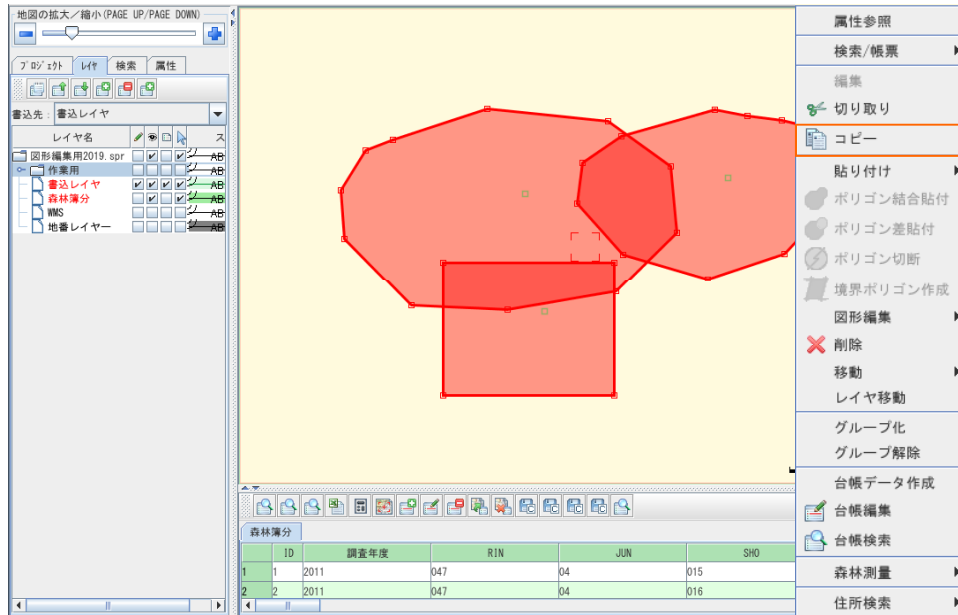 地図の拡大／縮小(PAGE UP/PAGE DOWN)
ﾌﾟﾛｼﾞｪｸﾄ レイヤ 検索 属性
書込先： 書込レイヤ
レイヤ名 ス
図形編集用2019.spr AB
作業用 AB
書込レイヤ AB
森林簿分 AB
WMS AB
地番レイヤー AB
属性参照
検索/帳票
編集
切り取り
コピー
貼り付け
ポリゴン結合貼付
ポリゴン差貼付
ポリゴン切断
境界ポリゴン作成
図形編集
削除
移動
レイヤ移動
グループ化
グループ解除
台帳データ作成
台帳編集
台帳検索
森林測量
住所検索
森林簿分
ID 調査年度 RIN JUN SHO
1 1 2011 047 04 015
2 2 2011 047 04 016